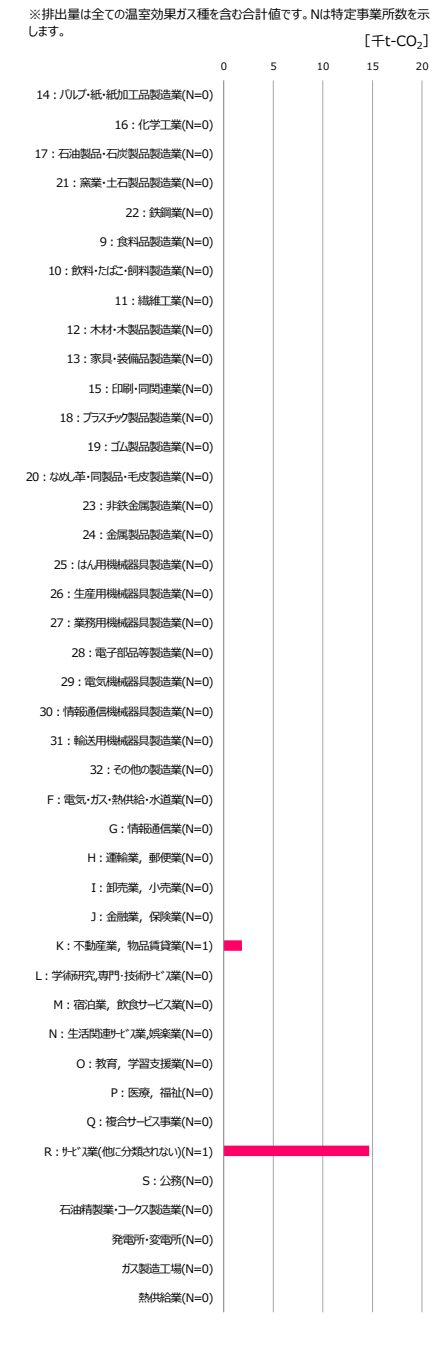 ※排出量は全ての温室効果ガス種を含む合計値です。Nは特定事業所数を示
します。
[千t-CO₂]
0 5 10 15 20
14：パルプ・紙・紙加工品製造業(N=0)
16：化学工業(N=0)
17：石油製品・石炭製品製造業(N=0)
21：窯業・土石製品製造業(N=0)
22：鉄鋼業(N=0)
9：食料品製造業(N=0)
10：飲料・たばこ・飼料製造業(N=0)
11：繊維工業(N=0)
12：木材・木製品製造業(N=0)
13：家具・装備品製造業(N=0)
15：印刷・同関連業(N=0)
18：プラスチック製品製造業(N=0)
19：ゴム製品製造業(N=0)
20：なめし革・同製品・毛皮製造業(N=0)
23：非鉄金属製造業(N=0)
24：金属製品製造業(N=0)
25：はん用機械器具製造業(N=0)
26：生産用機械器具製造業(N=0)
27：業務用機械器具製造業(N=0)
28：電子部品等製造業(N=0)
29：電気機械器具製造業(N=0)
30：情報通信機械器具製造業(N=0)
31：輸送用機械器具製造業(N=0)
32：その他の製造業(N=0)
F：電気・ガス・熱供給・水道業(N=0)
G：情報通信業(N=0)
H：運輸業，郵便業(N=0)
I：卸売業，小売業(N=0)
J：金融業，保険業(N=0)
K：不動産業，物品賃貸業(N=1)
L：学術研究,専門・技術ｻｰﾋﾞｽ業(N=0)
M：宿泊業，飲食サービス業(N=0)
N：生活関連ｻｰﾋﾞｽ業,娯楽業(N=0)
O：教育，学習支援業(N=0)
P：医療，福祉(N=0)
Q：複合サービス事業(N=0)
R：ｻｰﾋﾞｽ業(他に分類されない)(N=1)
S：公務(N=0)
石油精製業・コークス製造業(N=0)
発電所・変電所(N=0)
ガス製造工場(N=0)
熱供給業(N=0)